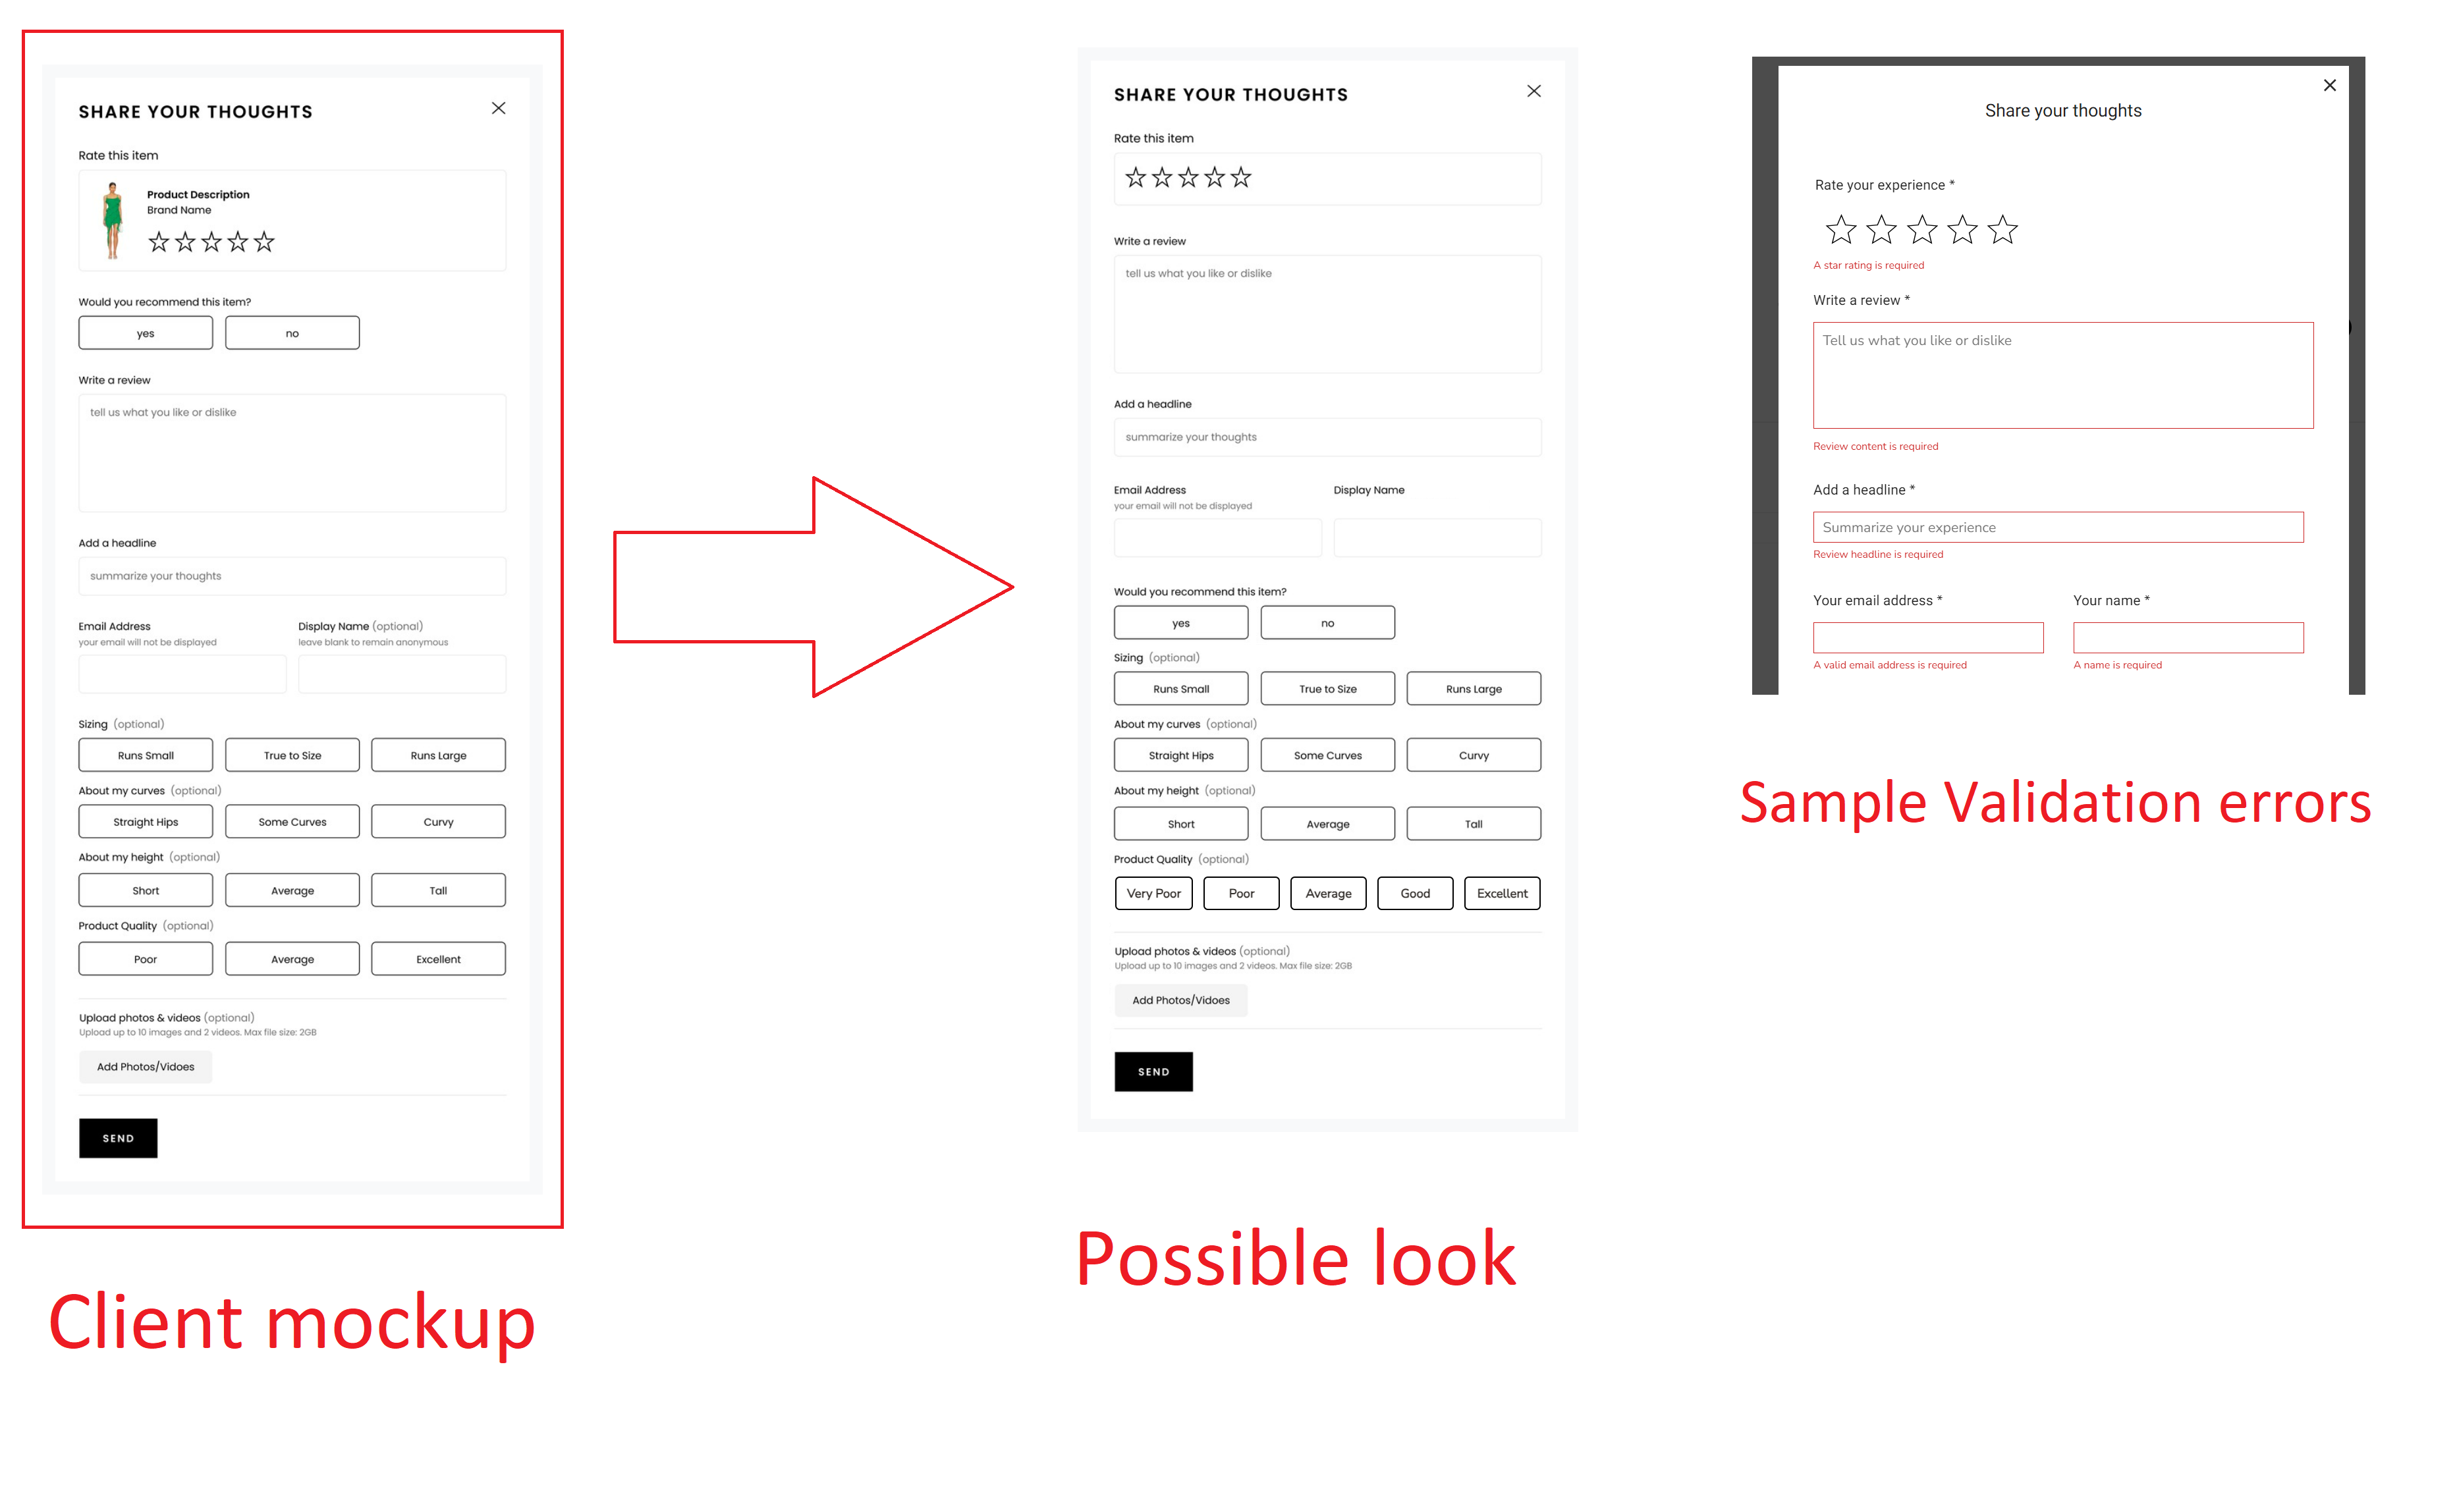 SHARE YOUR THOUGHTS
Rate this item
Product Description
Brand Name
Would you recommend this item?
yes no
Write a review
tell us what you like or dislike
Add a headline
summarize your thoughts
Email Address Display Name (optional)
your email will not be displayed leave blank to remain anonymous
Sizing (optional)
Runs Small True to Size Runs Large
About my curves (optional)
Straight Hips Some Curves Curvy
About my height (optional)
Short Average Tall
Product Quality (optional)
Poor Average Excellent
Upload photos & videos (optional)
Upload up to 10 images and 2 videos. Max file size: 2GB
Add Photos/Vidoes
SEND
Client mockup
SHARE YOUR THOUGHTS
Rate this item
Write a review
tell us what you like or dislike
Add a headline
summarize your thoughts
Email Address Display Name
your email will not be displayed
Would you recommend this item?
yes no
Sizing (optional)
Runs Small True to Size Runs Large
About my curves (optional)
Straight Hips Some Curves Curvy
About my height (optional)
Short Average Tall
Product Quality (optional)
Very Poor Poor Average Good Excellent
Upload photos & videos (optional)
Upload up to 10 images and 2 videos. Max file size: 2GB
Add Photos/Vidoes
SEND
Possible look
Share your thoughts
Rate your experience *
A star rating is required
Write a review *
Tell us what you like or dislike
Review content is required
Add a headline *
Summarize your experience
Review headline is required
Your email address * Your name *
A valid email address is required A name is required
Sample Validation errors